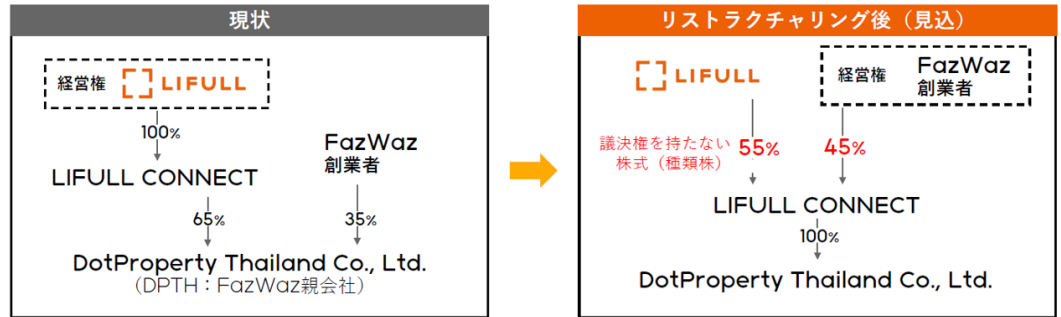 現状
経営権 LIFULL
100%
FazWaz
創業者
LIFULL CONNECT
65%
35%
DotProperty Thailand Co., Ltd.
（DPTH：FazWaz親会社）
リストラクチャリング後（見込）
LIFULL
経営権 FazWaz
創業者
議決権を持たない
株式（種類株）
55%
45%
LIFULL CONNECT
100%
DotProperty Thailand Co., Ltd.